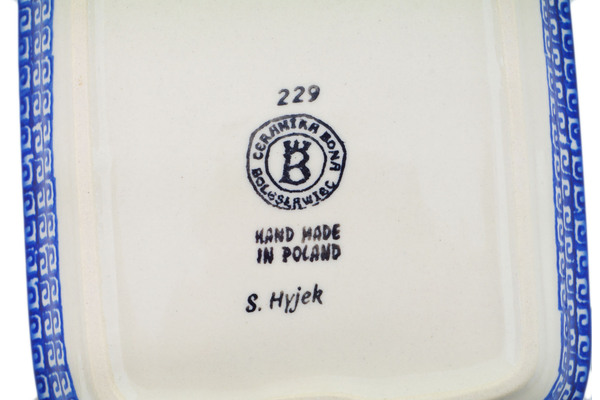 229
CERAMIKA BONA
BOLESŁAWIEC
B
HAND MADE
IN POLAND
S. Hyjek